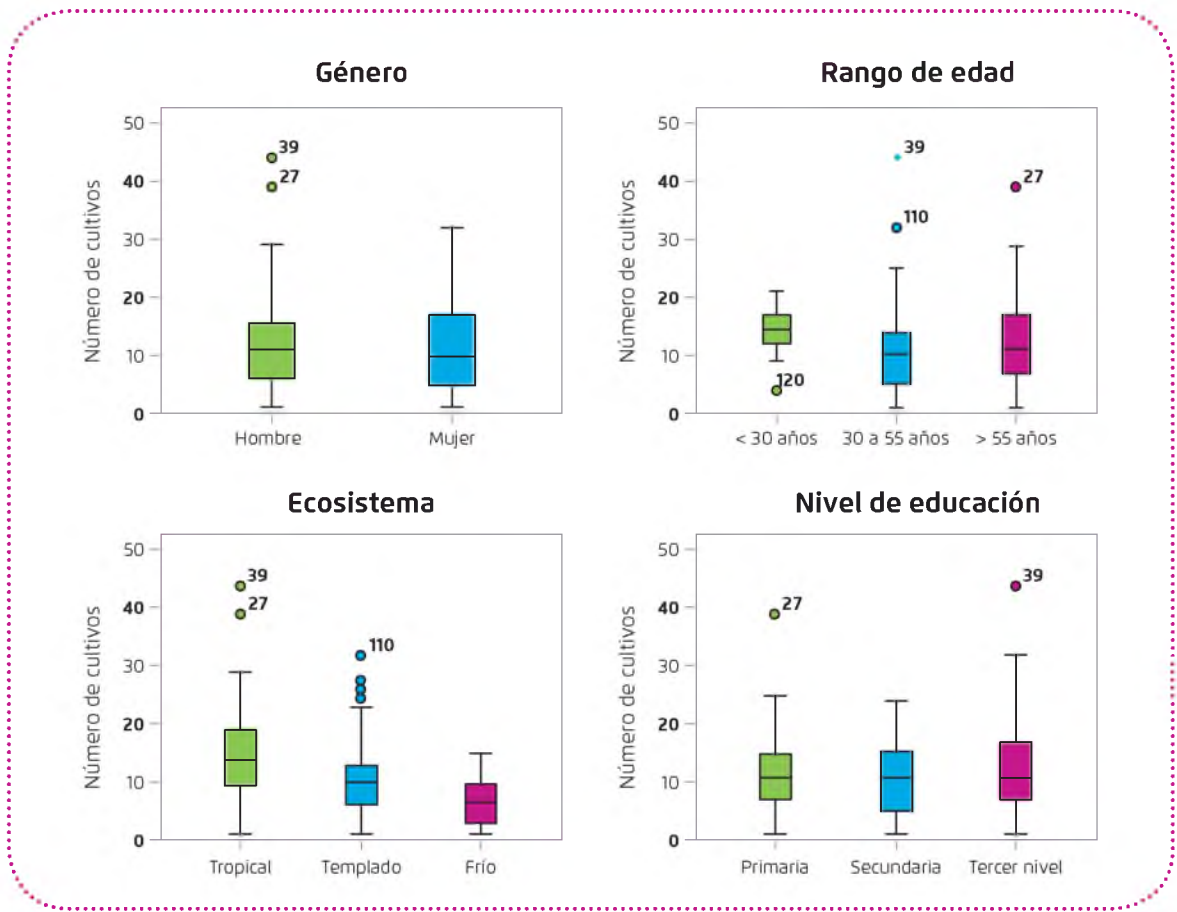 Género
Número de cultivos
50
40
30
20
10
0
39
27
Hombre
Mujer
Rango de edad
Número de cultivos
50
40
30
20
10
0
120
39
110
27
< 30 años
30 a 55 años
> 55 años
Ecosistema
Número de cultivos
50
40
30
20
10
0
39
27
110
Tropical
Templado
Frío
Nivel de educación
Número de cultivos
50
40
30
20
10
0
27
39
Primaria
Secundaria
Tercer nivel